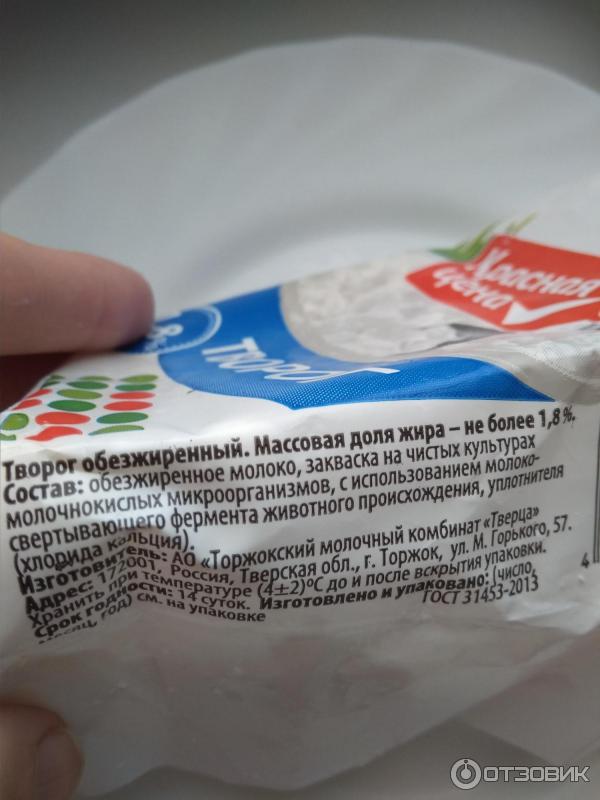 Красная
цена
творог
Творог обезжиренный. Массовая доля жира – не более 1,8%.
Состав: обезжиренное молоко, закваска на чистых культурах
молочнокислых микроорганизмов, с использованием молоко-
свертывающего фермента животного происхождения, уплотнителя
(хлорида кальция).
Изготовитель: АО «Торжокский молочный комбинат «Тверца»
Адрес: 172001, Россия, Тверская обл., г. Торжок, ул. М. Горького, 57.
Хранить при температуре (4±2)°С до и после вскрытия упаковки.
Срок годности: 14 суток. Изготовлено и упаковано: (число,
месяц, год) см. на упаковке
ГОСТ 31453-2013
4
ОТЗОВИК